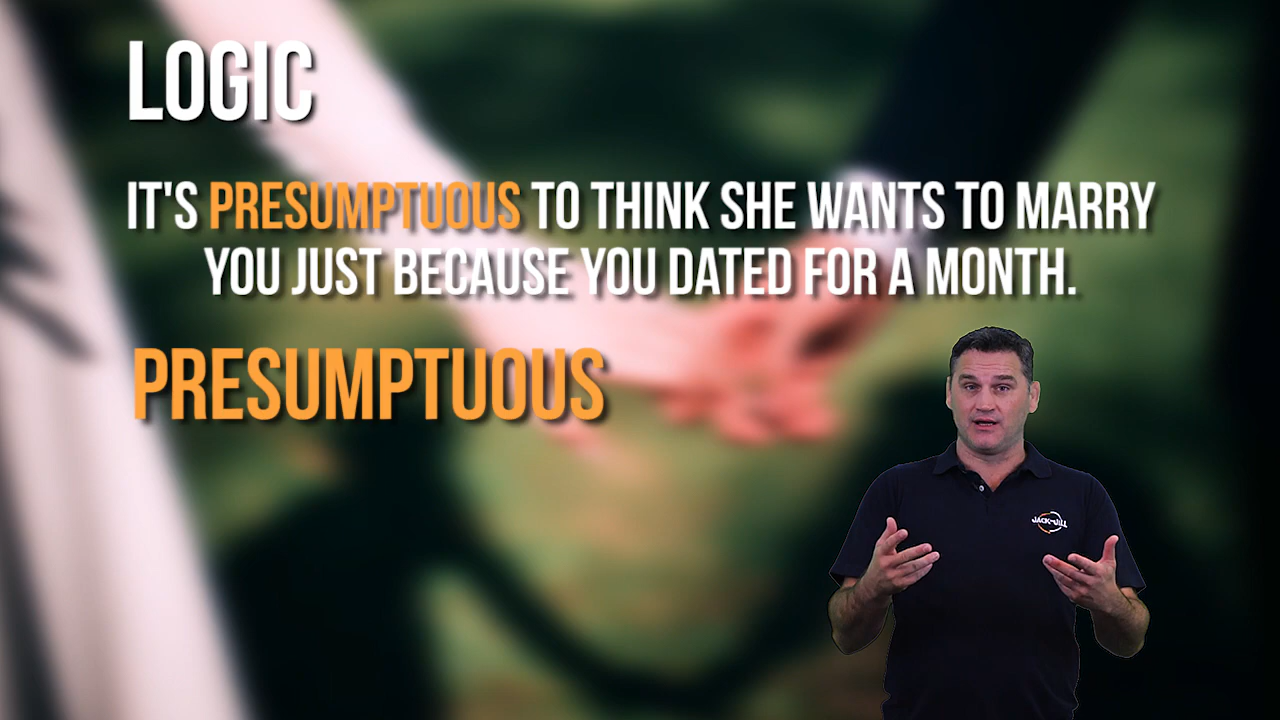 LOGIC
IT'S PRESUMPTUOUS TO THINK SHE WANTS TO MARRY
YOU JUST BECAUSE YOU DATED FOR A MONTH.
PRESUMPTUOUS